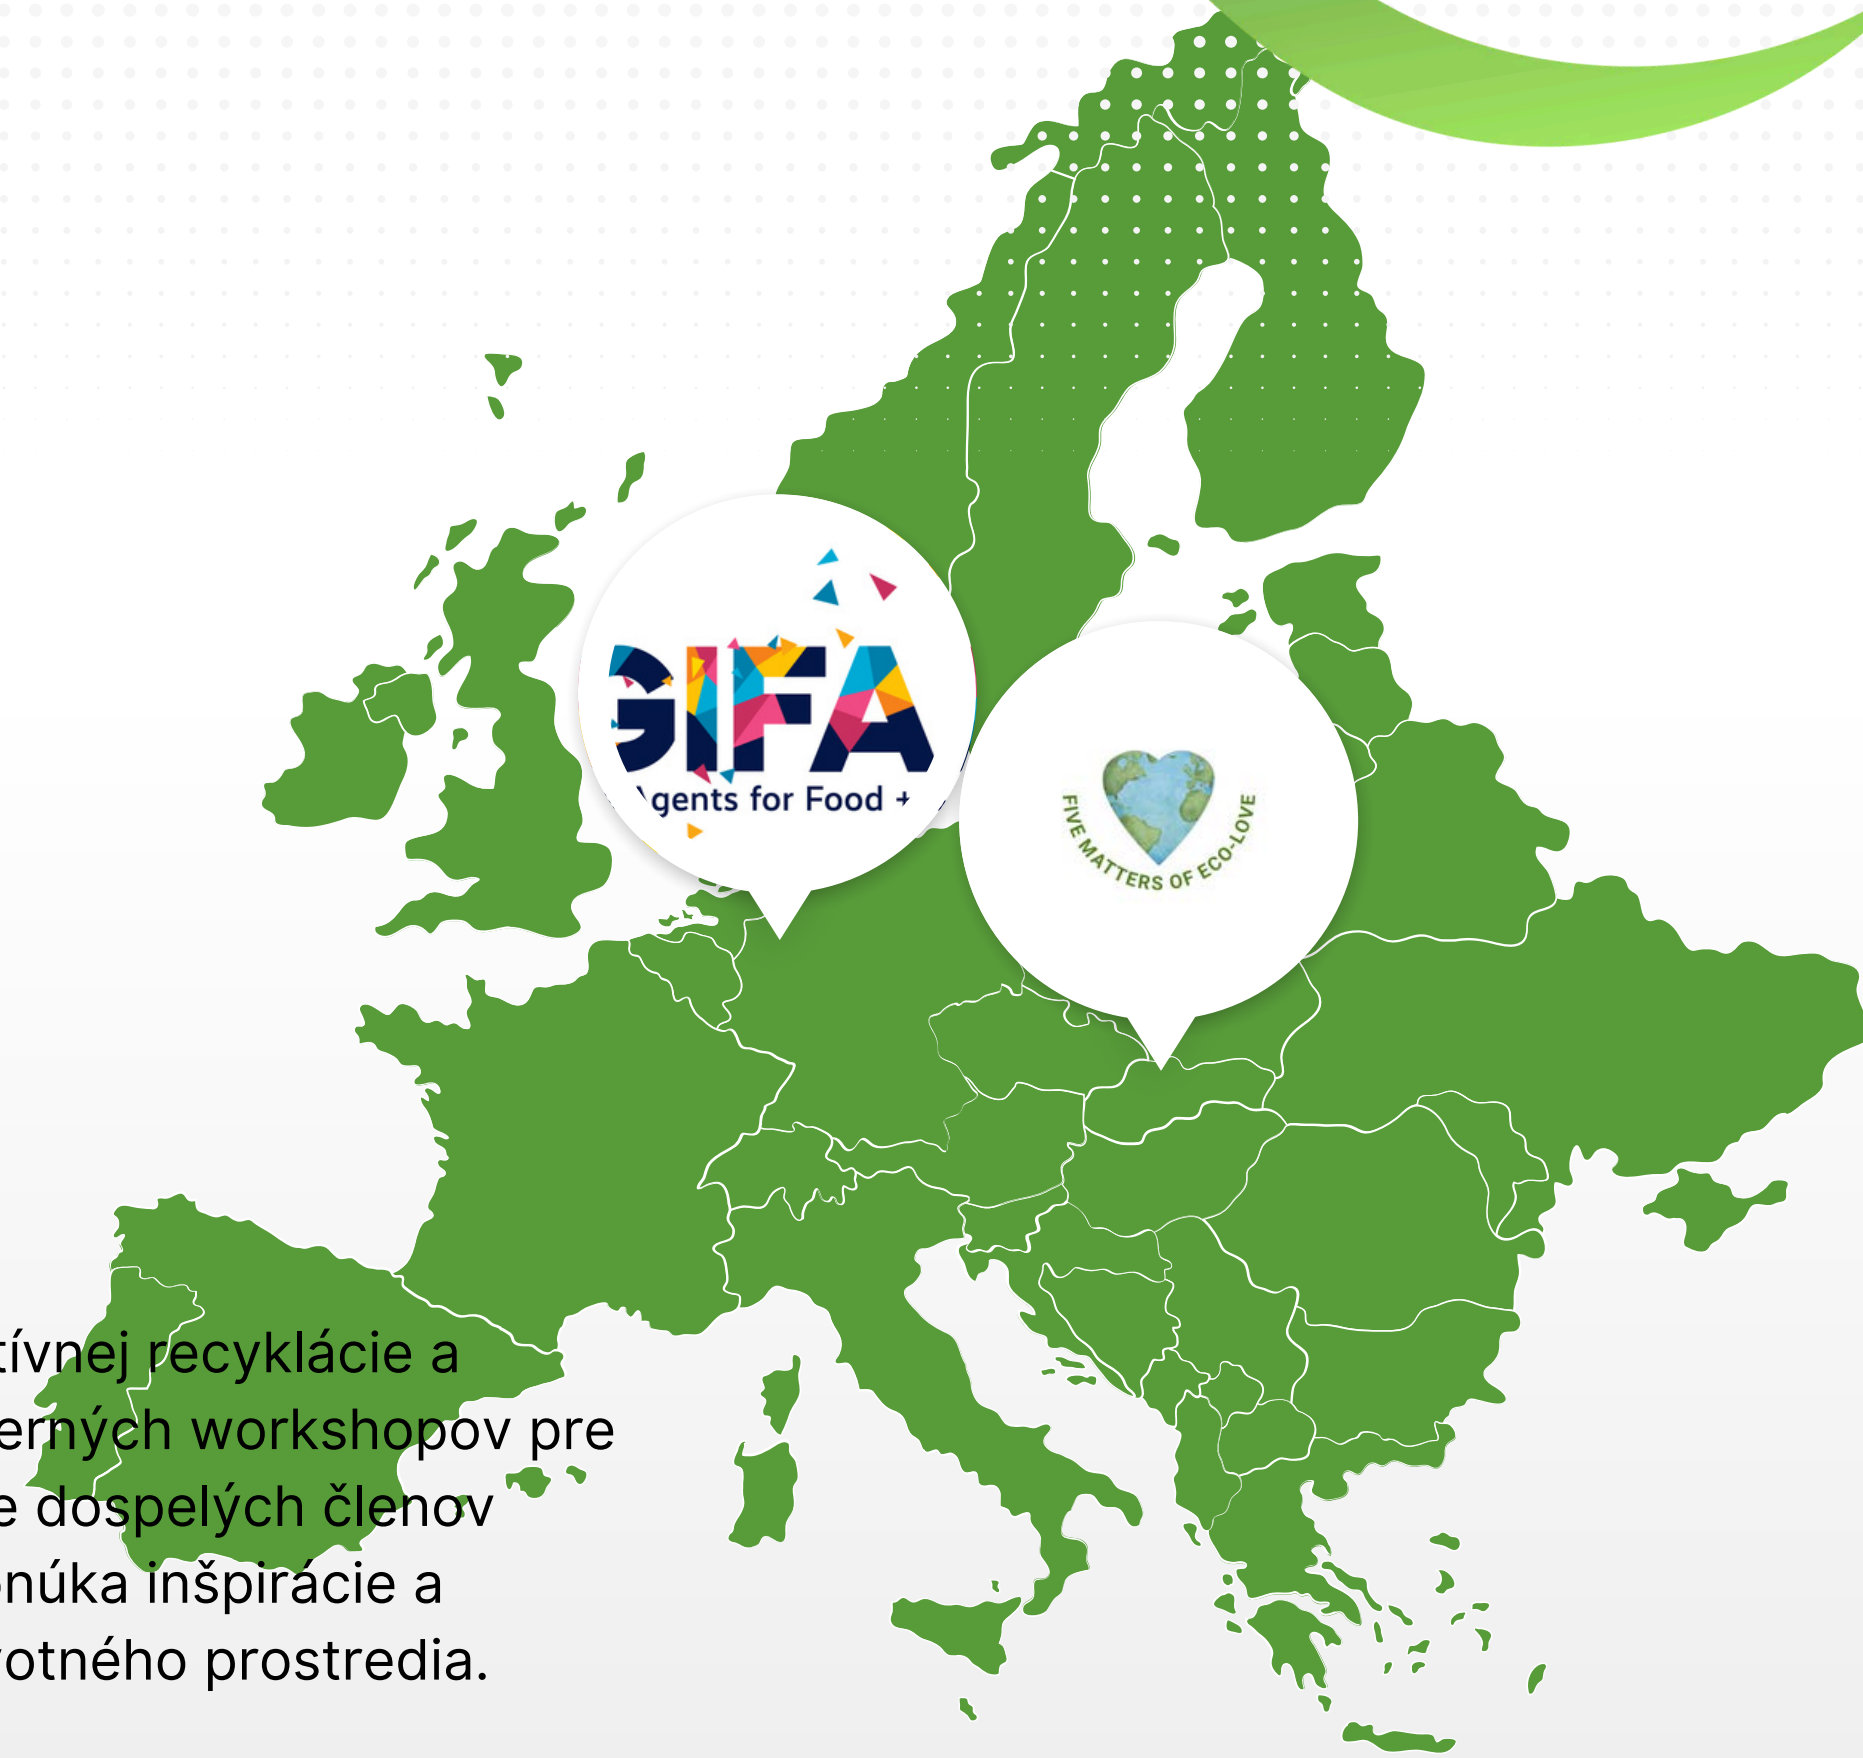 GIFA
gents for Food +
FIVE MATTERS OF ECO-LOVE
tívnej recyklácie a
erných workshopov pre
e dospelých členov
núka inšpirácie a
otného prostredia.